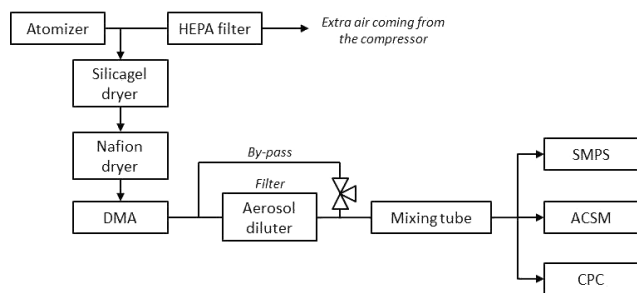 Atomizer
HEPA filter
Extra air coming from
the compressor
Silicagel
dryer
Nafion
dryer
By-pass
Filter
DMA
Aerosol
diluter
Mixing tube
SMPS
ACSM
CPC